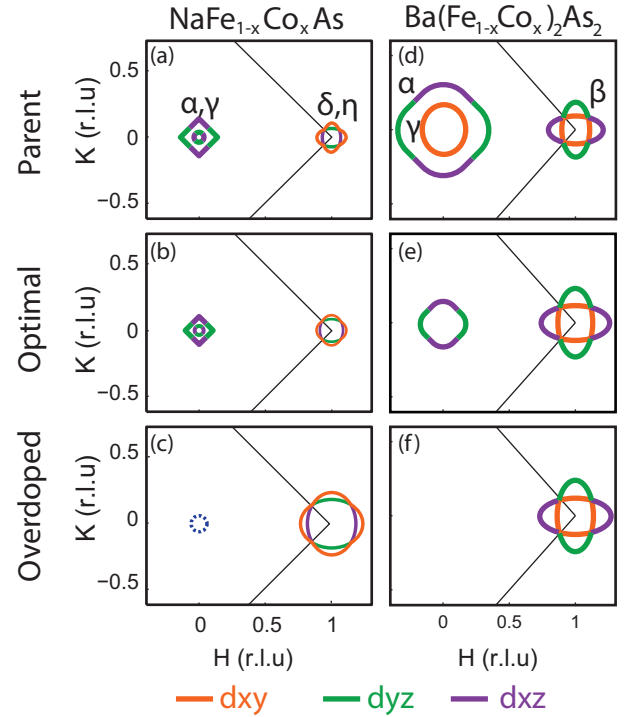 NaFe1-xCoxAs
Ba(Fe1-xCox)2As2
Parent
K (r.l.u)
0.5
0
−0.5
(a)
α,γ
δ,η
(d)
α
γ
β
Optimal
K (r.l.u)
0.5
0
−0.5
(b)
(e)
Overdoped
K (r.l.u)
0.5
0
−0.5
(c)
(f)
0 0.5 1
0 0.5 1
H (r.l.u)
H (r.l.u)
dxy dyz dxz